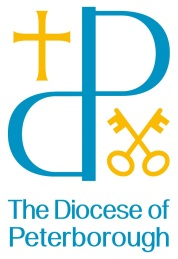 The Diocese of
Peterborough